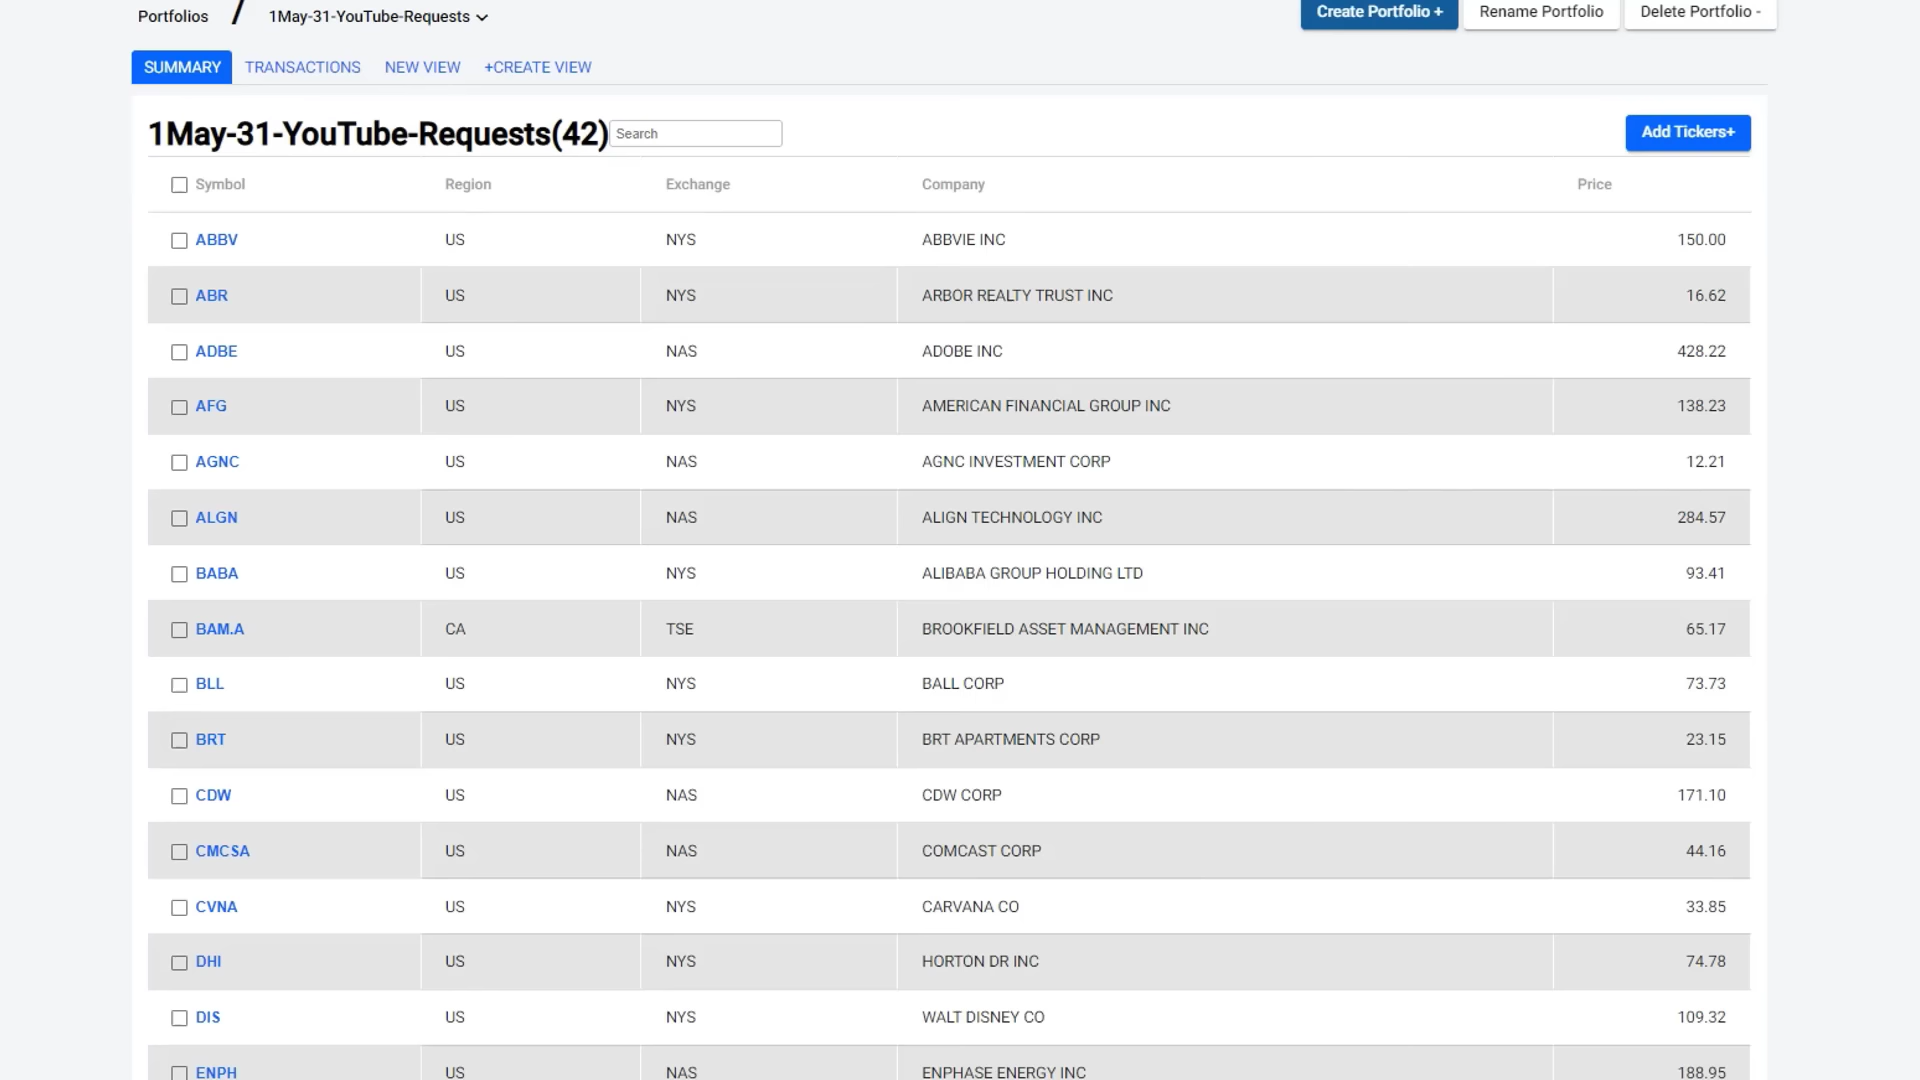 Portfolios / 1May-31-YouTube-Requests
Create Portfolio + Rename Portfolio Delete Portfolio -
SUMMARY TRANSACTIONS NEW VIEW +CREATE VIEW
1May-31-YouTube-Requests(42) Search Add Tickers+
Symbol Region Exchange Company Price
ABBV US NYS ABBVIE INC 150.00
ABR US NYS ARBOR REALTY TRUST INC 16.62
ADBE US NAS ADOBE INC 428.22
AFG US NYS AMERICAN FINANCIAL GROUP INC 138.23
AGNC US NAS AGNC INVESTMENT CORP 12.21
ALGN US NAS ALIGN TECHNOLOGY INC 284.57
BABA US NYS ALIBABA GROUP HOLDING LTD 93.41
BAM.A CA TSE BROOKFIELD ASSET MANAGEMENT INC 65.17
BLL US NYS BALL CORP 73.73
BRT US NYS BRT APARTMENTS CORP 23.15
CDW US NAS CDW CORP 171.10
CMCSA US NAS COMCAST CORP 44.16
CVNA US NYS CARVANA CO 33.85
DHI US NYS HORTON DR INC 74.78
DIS US NYS WALT DISNEY CO 109.32
ENPH US NAS ENPHASE ENERGY INC 188.95